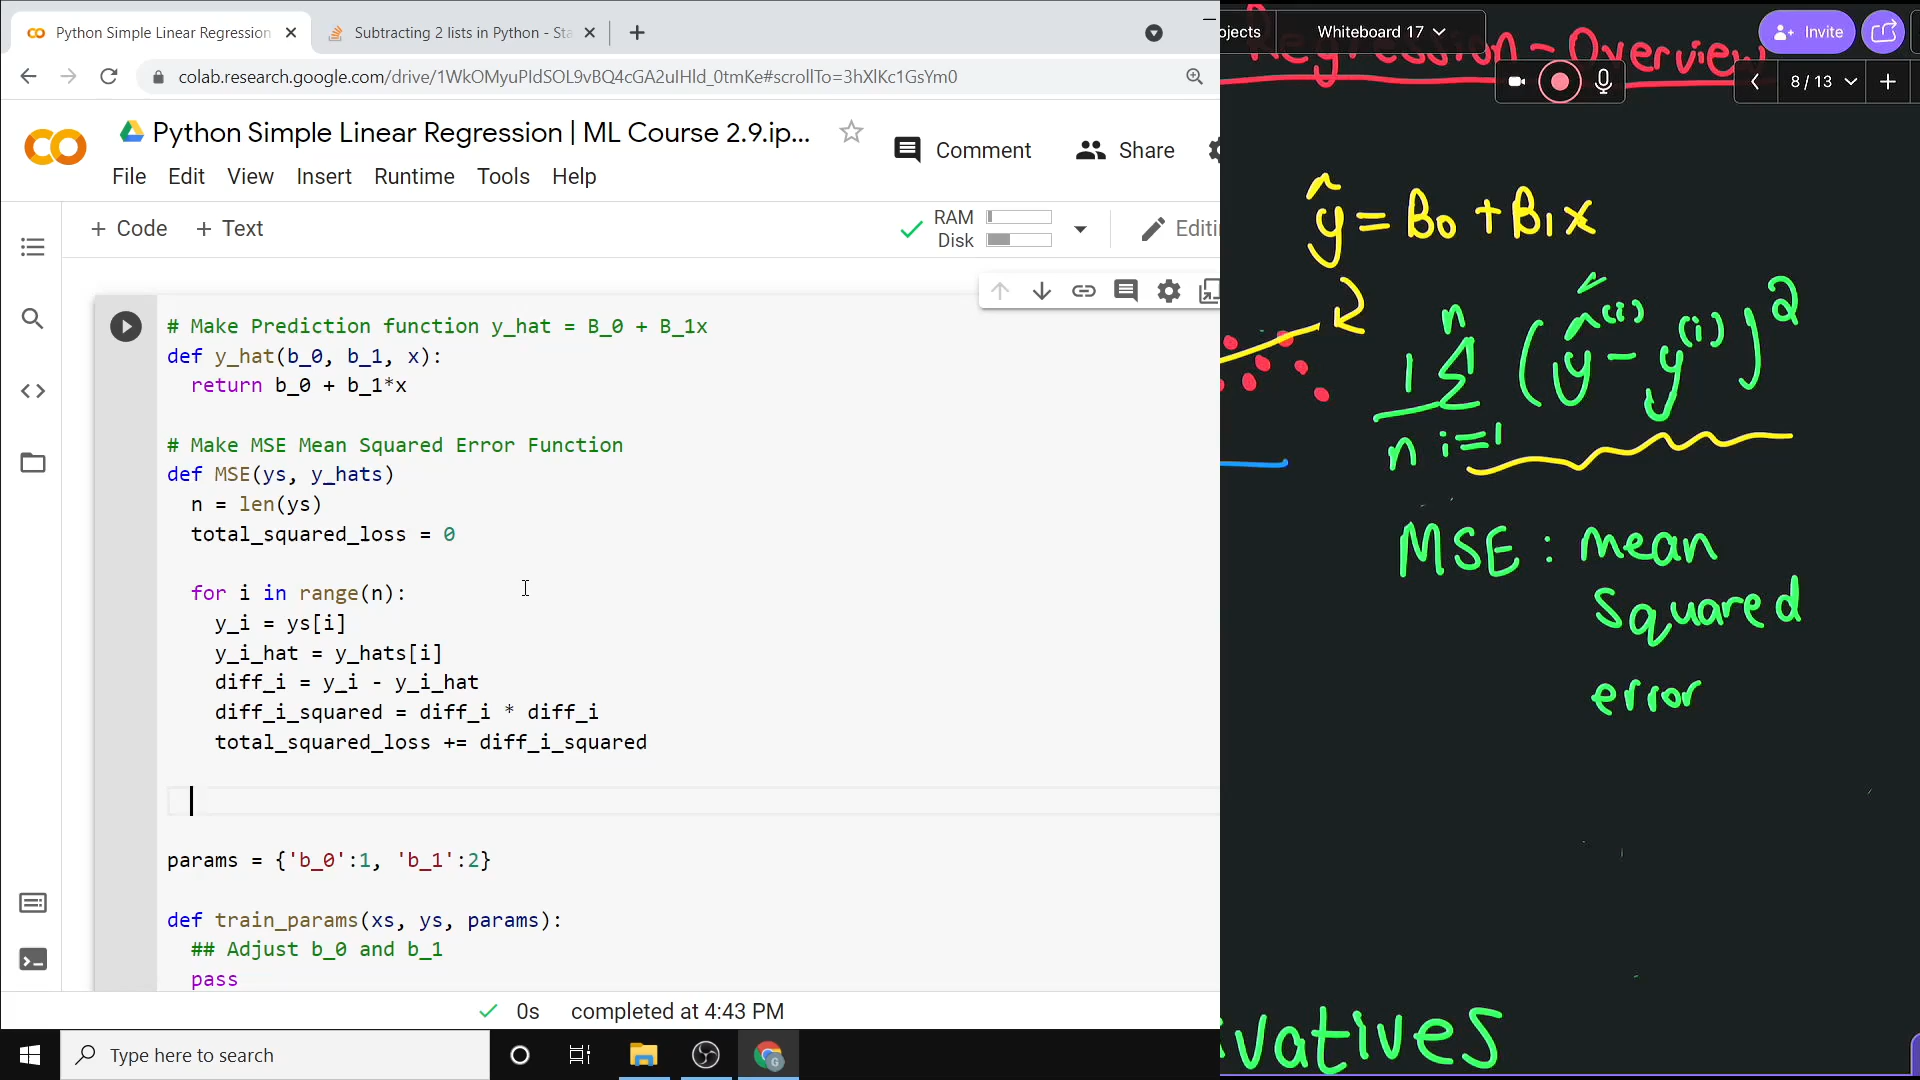 Python Simple Linear Regression
Subtracting 2 lists in Python - Sta
colab.research.google.com/drive/1WkOMyuPIdSOL9vBQ4cGA2uIHld_0tmKe#scrollTo=3hXlKc1GsYm0
Python Simple Linear Regression | ML Course 2.9.ip...
Comment
Share
File Edit View Insert Runtime Tools Help
+ Code + Text
RAM
Disk
Editi
# Make Prediction function y_hat = B_0 + B_1x
def y_hat(b_0, b_1, x):
return b_0 + b_1*x
# Make MSE Mean Squared Error Function
def MSE(ys, y_hats)
n = len(ys)
total_squared_loss = 0
for i in range(n):
y_i = ys[i]
y_i_hat = y_hats[i]
diff_i = y_i - y_i_hat
diff_i_squared = diff_i * diff_i
total_squared_loss += diff_i_squared
params = {'b_0':1, 'b_1':2}
def train_params(xs, ys, params):
## Adjust b_0 and b_1
pass
0s completed at 4:43 PM
Type here to search
ojects
Whiteboard 17
Invite
Regression - Overview
8 / 13
ŷ = B₀ + B₁x
1/n Σ i=1 n (ŷ⁽ⁱ⁾ - y⁽ⁱ⁾)²
MSE : mean
squared
error
ivatives